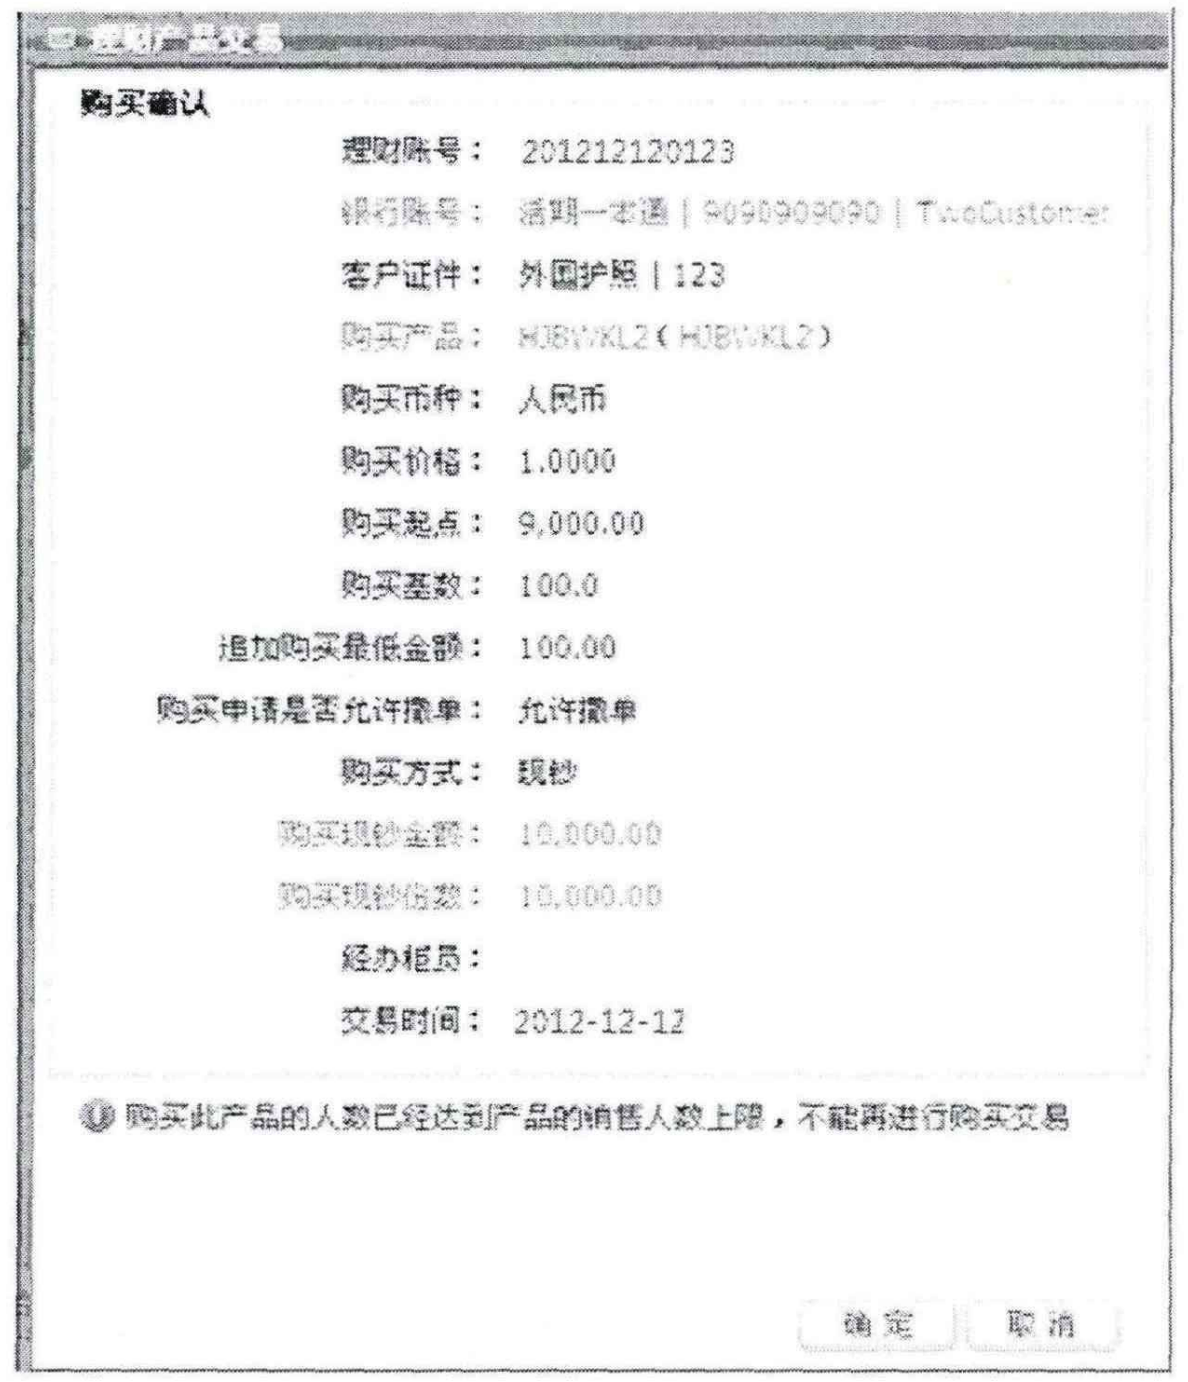 理财产品交易
购买确认
理财账号： 201212120123
银行账号： 活期一本通 | 9090909090 | TwoCustomer
客户证件： 外国护照 | 123
购买产品： HJBWKL2(HJBWKL2)
购买币种： 人民币
购买价格： 1.0000
购买起点： 9,000.00
购买基数： 100.0
追加购买最低金额： 100.00
购买申请是否允许撤单： 允许撤单
购买方式： 现钞
购买现钞金额： 10,000.00
购买现钞倍数： 10,000.00
经办柜员：
交易时间： 2012-12-12
购买此产品的人数已经达到产品的销售人数上限，不能再进行购买交易
确定 取消